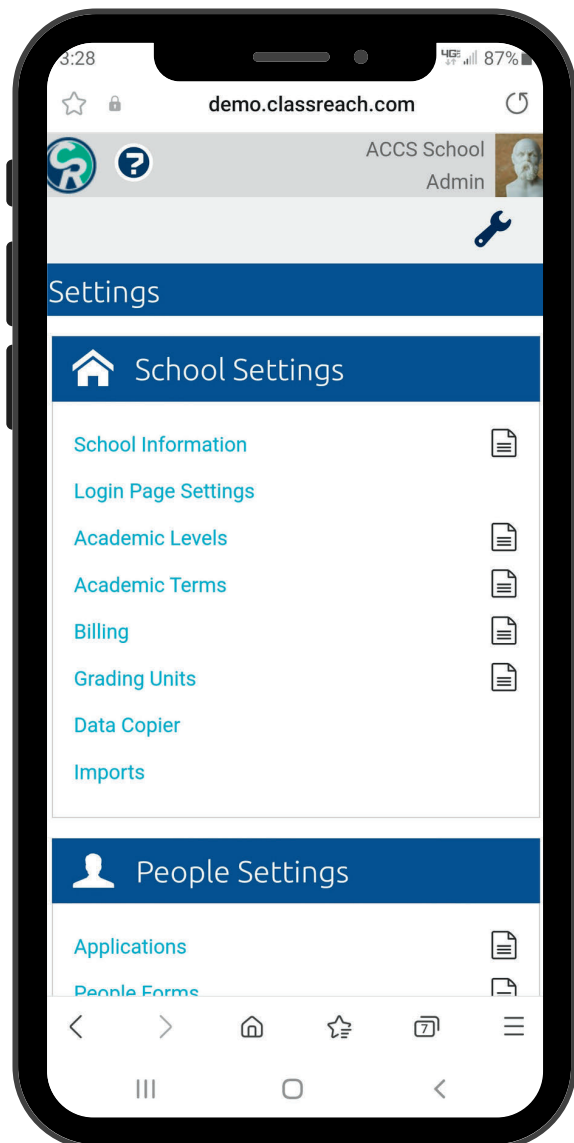 3:28
4G 87%
demo.classreach.com
CR
?
ACCS School
Admin
Settings
School Settings
School Information
Login Page Settings
Academic Levels
Academic Terms
Billing
Grading Units
Data Copier
Imports
People Settings
Applications
People Forms
7